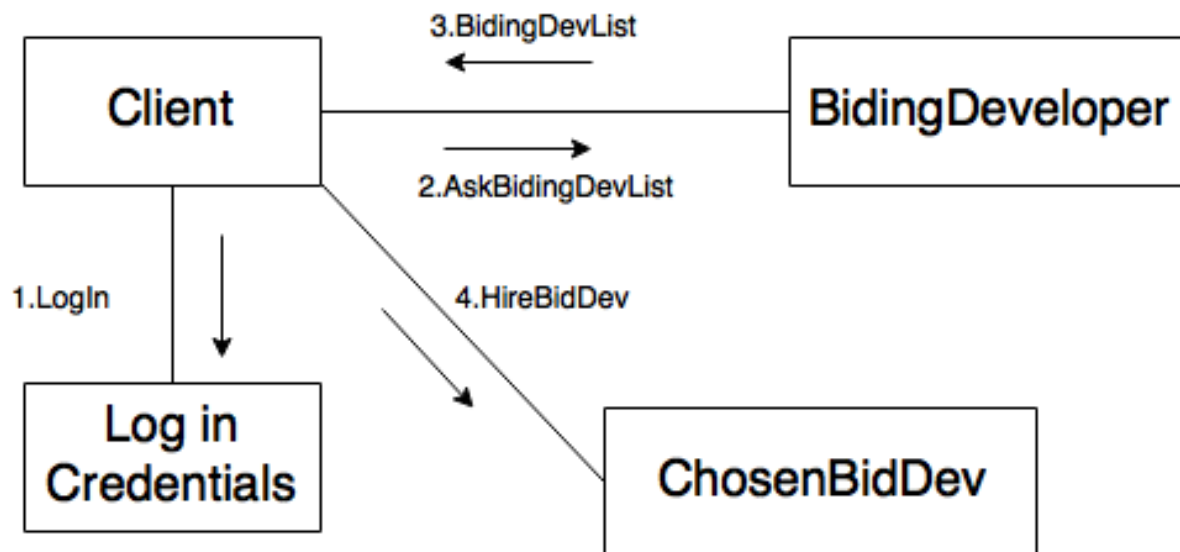 3.BidingDevList
Client
BidingDeveloper
2.AskBidingDevList
1.LogIn
4.HireBidDev
Log in
Credentials
ChosenBidDev